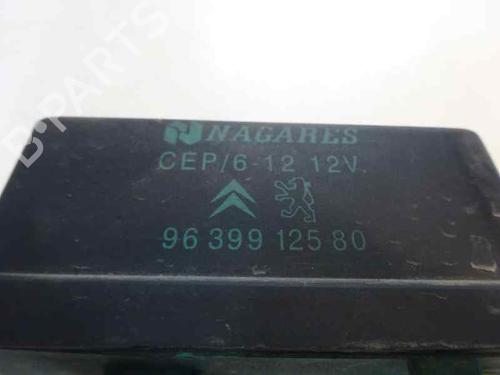 B-PARTS
NAGARES
CEP/6-12 12V.
96 399 125 80